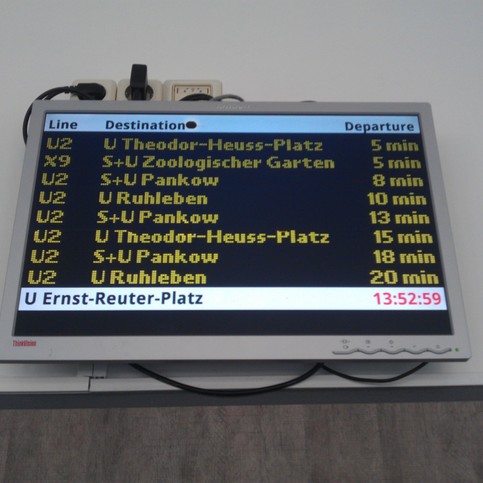 Line Destination Departure
U2 U Theodor-Heuss-Platz 5 min
X9 S+U Zoologischer Garten 5 min
U2 S+U Pankow 8 min
U2 U Ruhleben 10 min
U2 S+U Pankow 13 min
U2 U Theodor-Heuss-Platz 15 min
U2 S+U Pankow 18 min
U2 U Ruhleben 20 min
U Ernst-Reuter-Platz 13:52:59